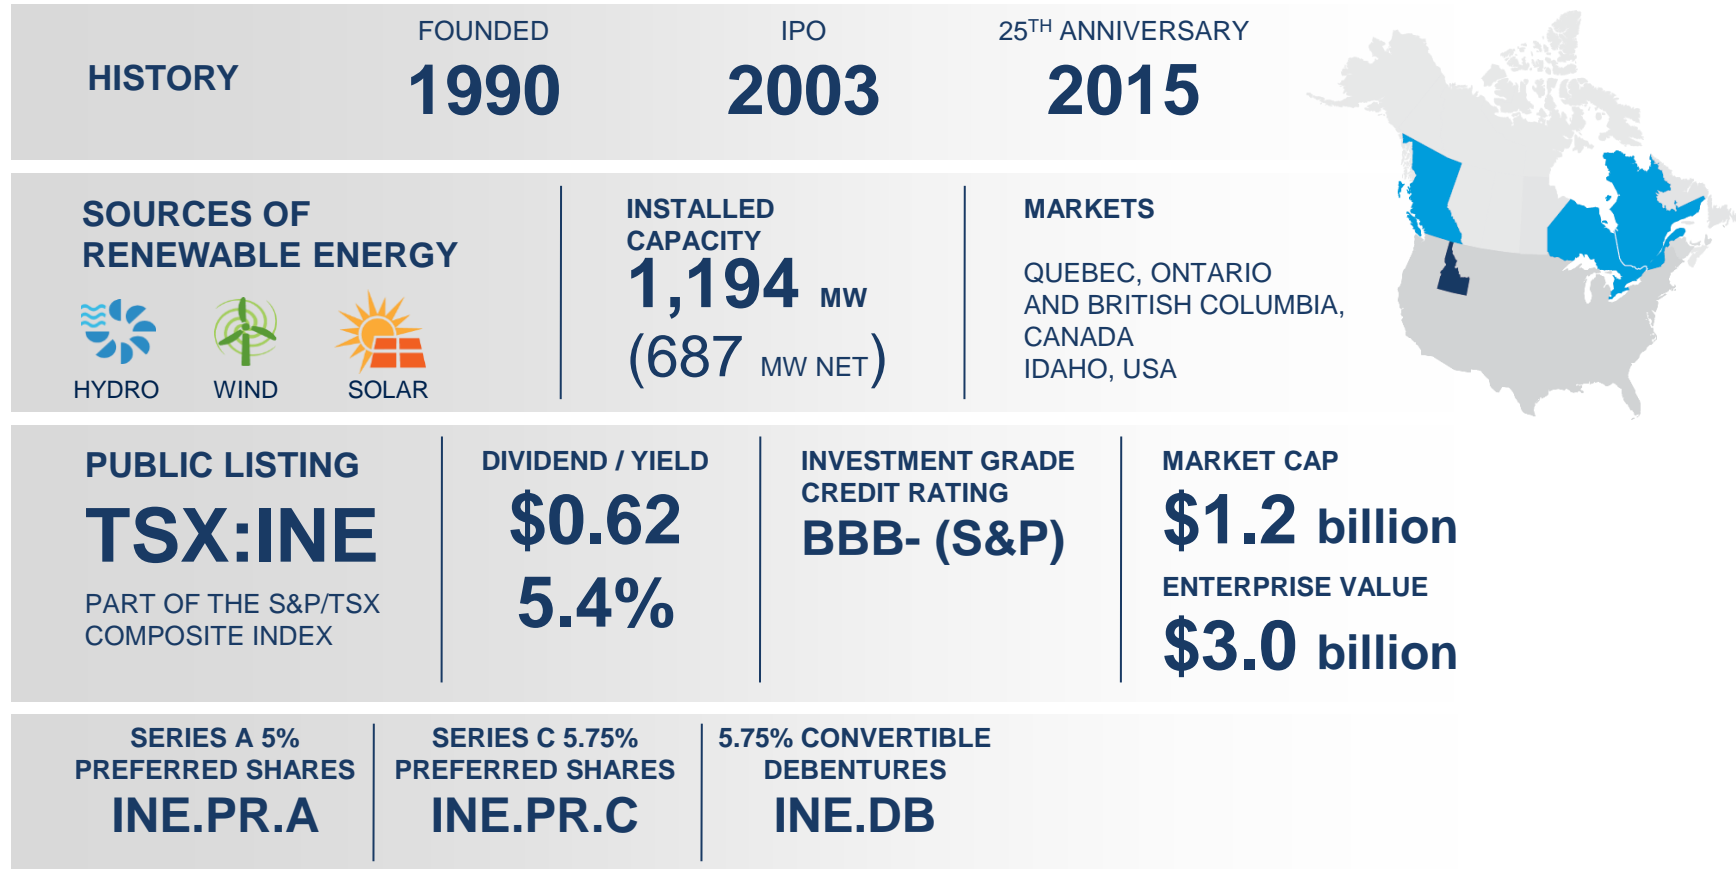 HISTORY
FOUNDED
1990
IPO
2003
25TH ANNIVERSARY
2015
SOURCES OF
RENEWABLE ENERGY
HYDRO
WIND
SOLAR
INSTALLED
CAPACITY
1,194 MW
(687 MW NET)
MARKETS
QUEBEC, ONTARIO
AND BRITISH COLUMBIA,
CANADA
IDAHO, USA
PUBLIC LISTING
TSX:INE
PART OF THE S&P/TSX
COMPOSITE INDEX
DIVIDEND / YIELD
$0.62
5.4%
INVESTMENT GRADE
CREDIT RATING
BBB- (S&P)
MARKET CAP
$1.2 billion
ENTERPRISE VALUE
$3.0 billion
SERIES A 5%
PREFERRED SHARES
INE.PR.A
SERIES C 5.75%
PREFERRED SHARES
INE.PR.C
5.75% CONVERTIBLE
DEBENTURES
INE.DB